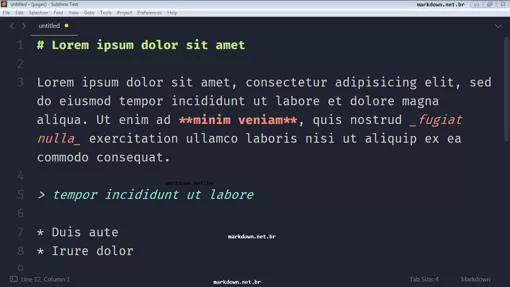 untitled • (pages) - Sublime Text
markdown.net.br
File Edit Selection Find View Goto Tools Project Preferences Help
untitled
1 # Lorem ipsum dolor sit amet
2
3 Lorem ipsum dolor sit amet, consectetur adipisicing elit, sed
do eiusmod tempor incididunt ut labore et dolore magna
aliqua. Ut enim ad **minim veniam**, quis nostrud _fugiat
nulla_ exercitation ullamco laboris nisi ut aliquip ex ea
commodo consequat.
4 markdown.net.br
5 > tempor incididunt ut labore
6
7 * Duis aute
markdown.net.br
8 * Irure dolor
9
Line 12, Column 1
markdown.net.br
Tab Size: 4
Markdown